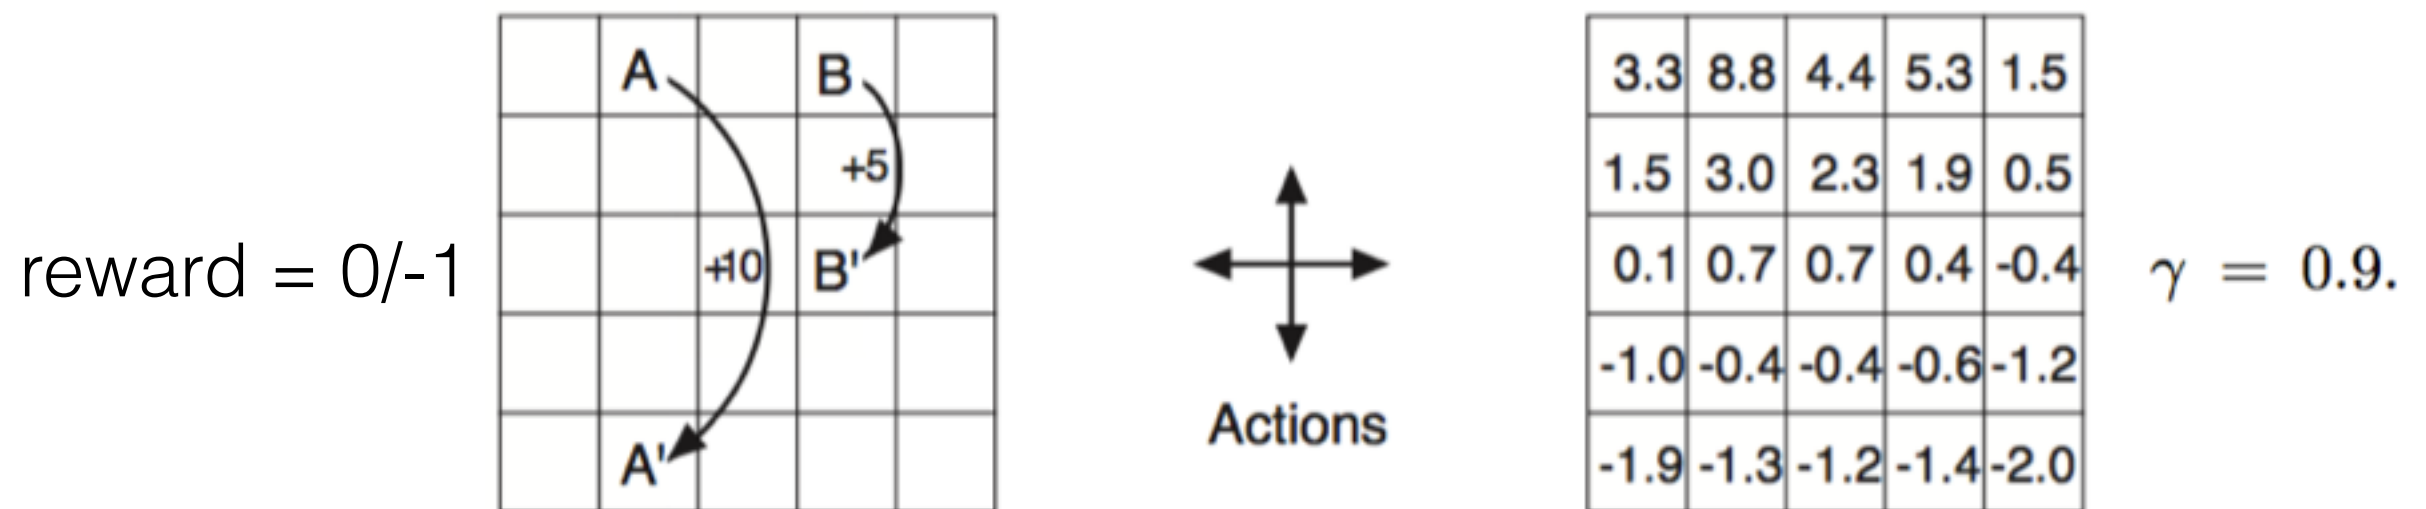 A B
3.3 8.8 4.4 5.3 1.5
+5
1.5 3.0 2.3 1.9 0.5
reward = 0/-1
+10 B'
0.1 0.7 0.7 0.4 -0.4
γ = 0.9.
-1.0 -0.4 -0.4 -0.6 -1.2
Actions
A'
-1.9 -1.3 -1.2 -1.4 -2.0